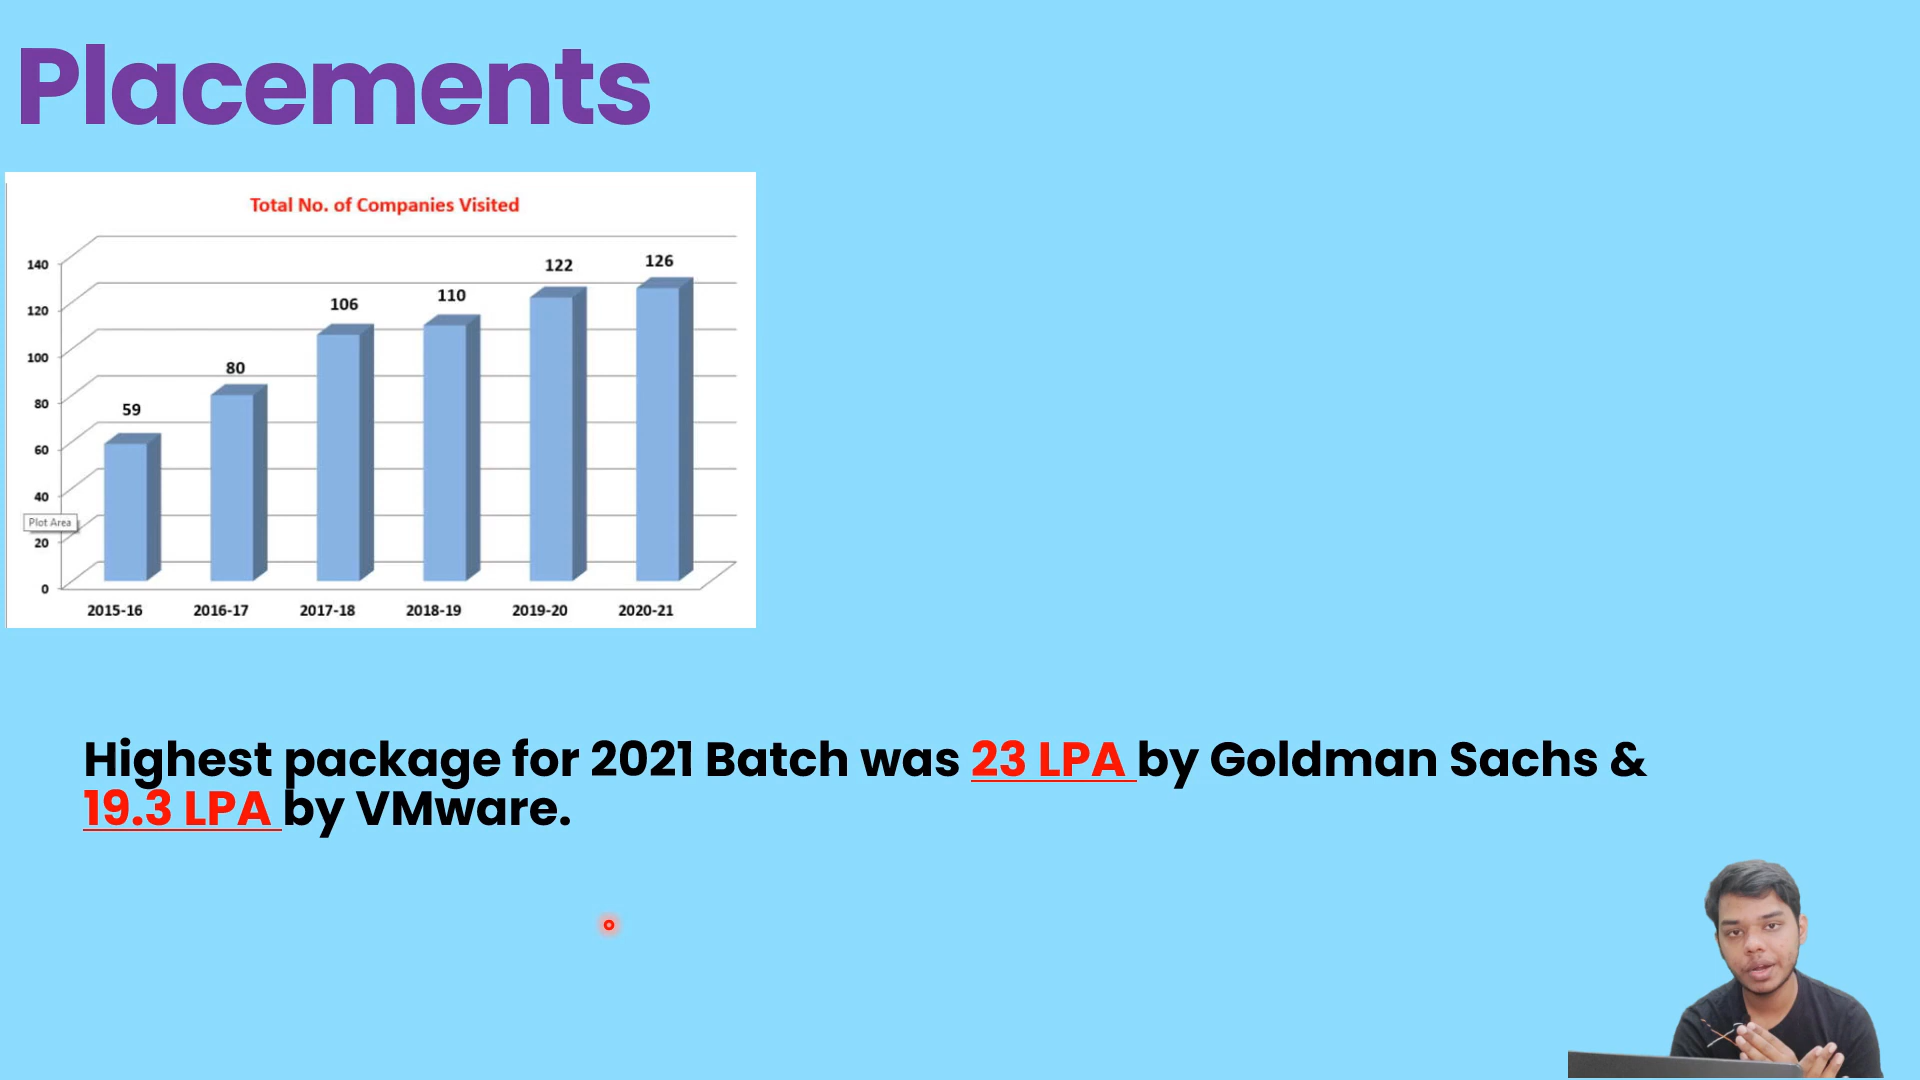 Placements
Total No. of Companies Visited
140
120
100
80
60
40
20
0
Plot Area
59
80
106
110
122
126
2015-16 2016-17 2017-18 2018-19 2019-20 2020-21
Highest package for 2021 Batch was 23 LPA by Goldman Sachs &
19.3 LPA by VMware.